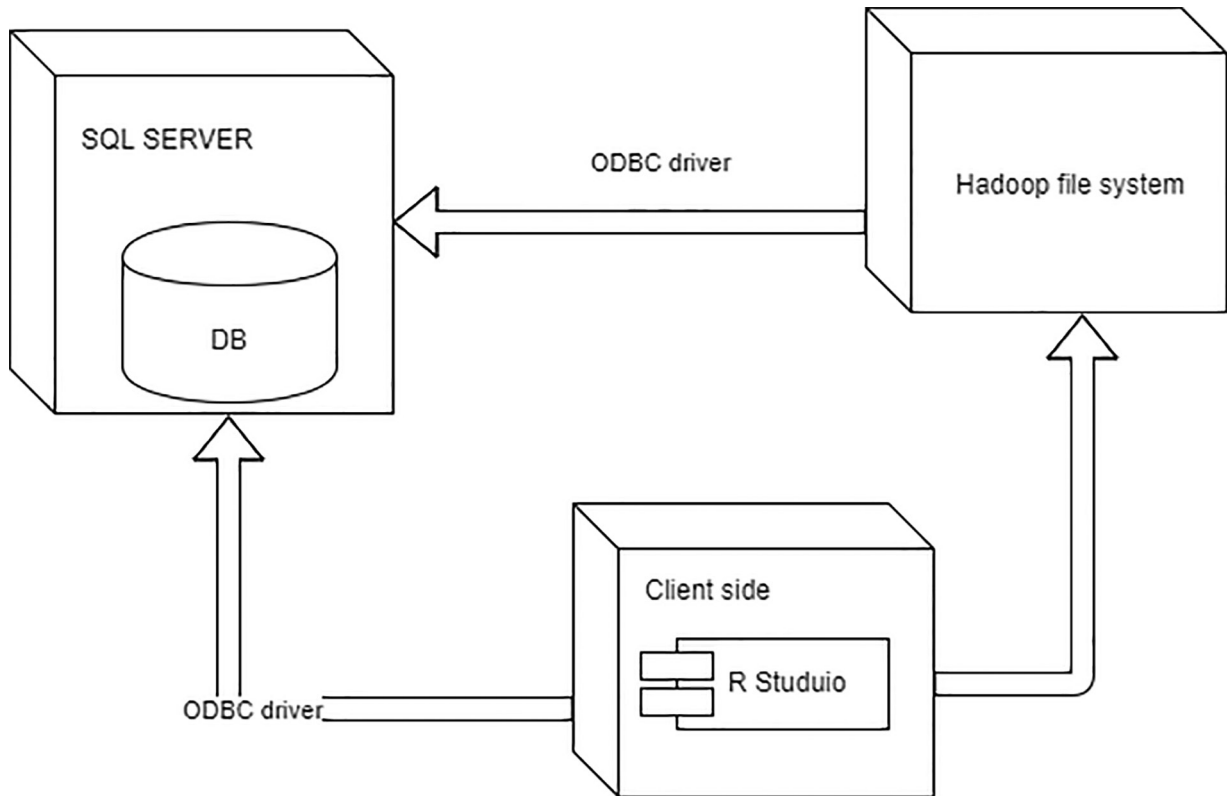 SQL SERVER
ODBC driver
Hadoop file system
DB
Client side
R Studuio
ODBC driver